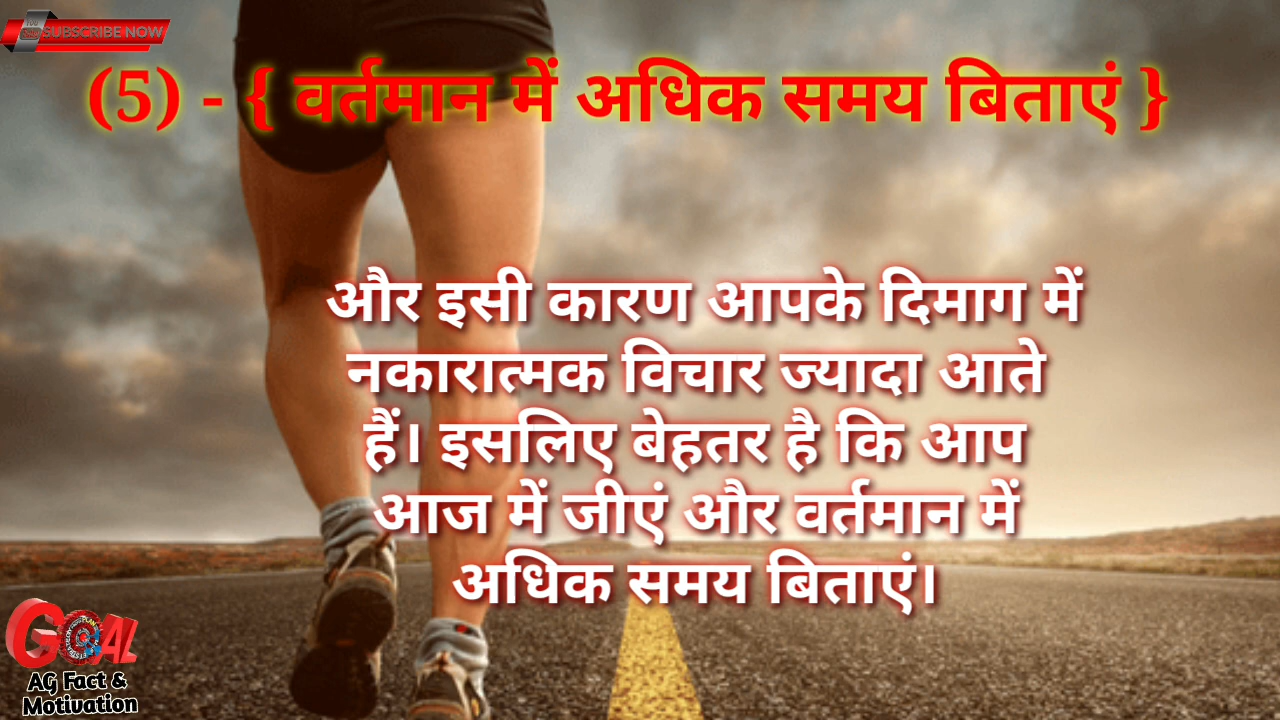 SUBSCRIBE NOW
(5) - { वर्तमान में अधिक समय बिताएं }
और इसी कारण आपके दिमाग में
नकारात्मक विचार ज्यादा आते
हैं। इसलिए बेहतर है कि आप
आज में जीएं और वर्तमान में
अधिक समय बिताएं।
GOAL
AG Fact &
Motivation